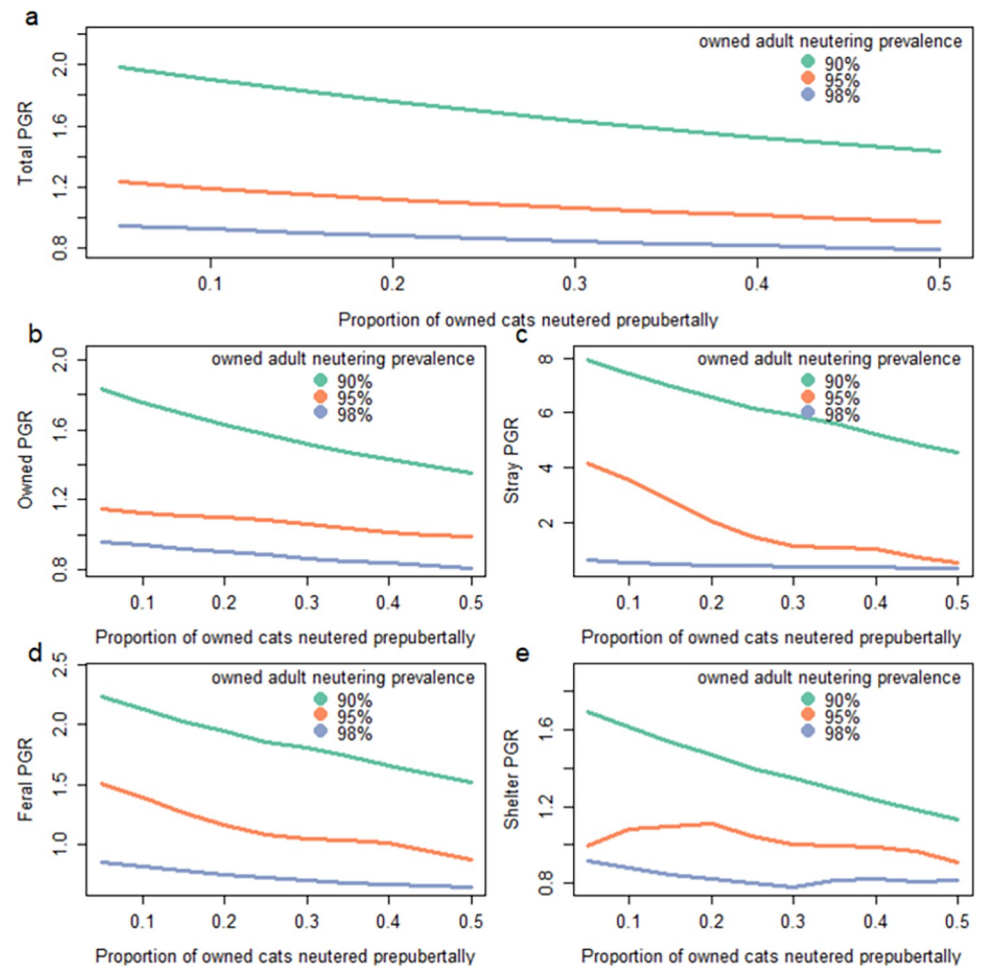 a
owned adult neutering prevalence
90%
95%
98%
Total PGR
2.0
1.6
1.2
0.8
0.1 0.2 0.3 0.4 0.5
Proportion of owned cats neutered prepubertally
b
owned adult neutering prevalence
90%
95%
98%
Owned PGR
2.0
1.6
1.2
0.8
0.1 0.2 0.3 0.4 0.5
Proportion of owned cats neutered prepubertally
c
owned adult neutering prevalence
90%
95%
98%
Stray PGR
8
6
4
2
0.1 0.2 0.3 0.4 0.5
Proportion of owned cats neutered prepubertally
d
owned adult neutering prevalence
90%
95%
98%
Feral PGR
2.5
2.0
1.5
1.0
0.1 0.2 0.3 0.4 0.5
Proportion of owned cats neutered prepubertally
e
owned adult neutering prevalence
90%
95%
98%
Shelter PGR
1.6
1.2
0.8
0.1 0.2 0.3 0.4 0.5
Proportion of owned cats neutered prepubertally